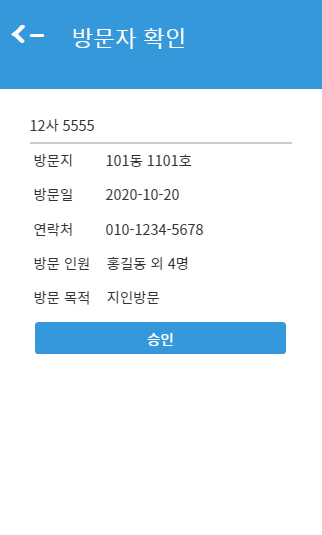 방문자 확인
12사 5555
방문지 101동 1101호
방문일 2020-10-20
연락처 010-1234-5678
방문 인원 홍길동 외 4명
방문 목적 지인방문
승인